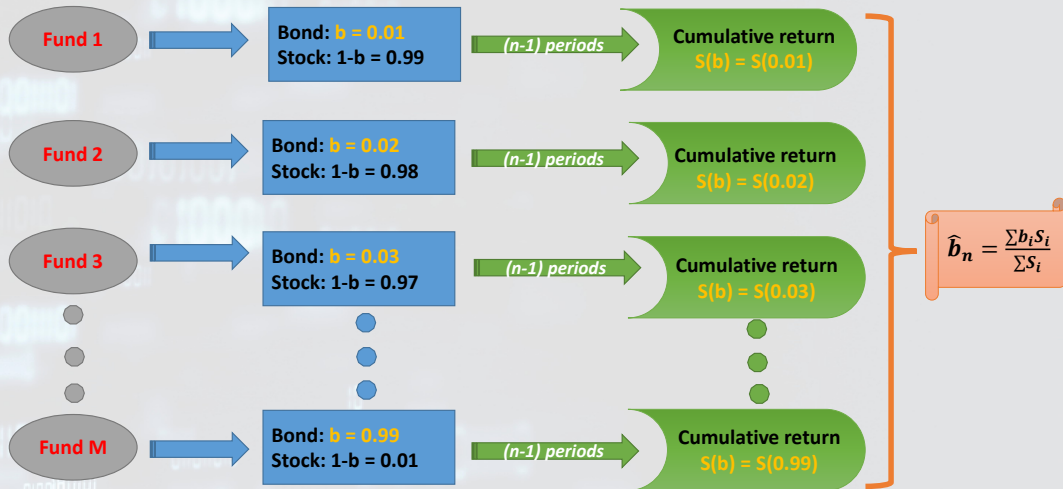 Fund 1
Bond: b = 0.01
Stock: 1-b = 0.99
(n-1) periods
Cumulative return
S(b) = S(0.01)
Fund 2
Bond: b = 0.02
Stock: 1-b = 0.98
(n-1) periods
Cumulative return
S(b) = S(0.02)
Fund 3
Bond: b = 0.03
Stock: 1-b = 0.97
(n-1) periods
Cumulative return
S(b) = S(0.03)
Fund M
Bond: b = 0.99
Stock: 1-b = 0.01
(n-1) periods
Cumulative return
S(b) = S(0.99)
b̂ₙ = ∑bᵢSᵢ / ∑Sᵢ